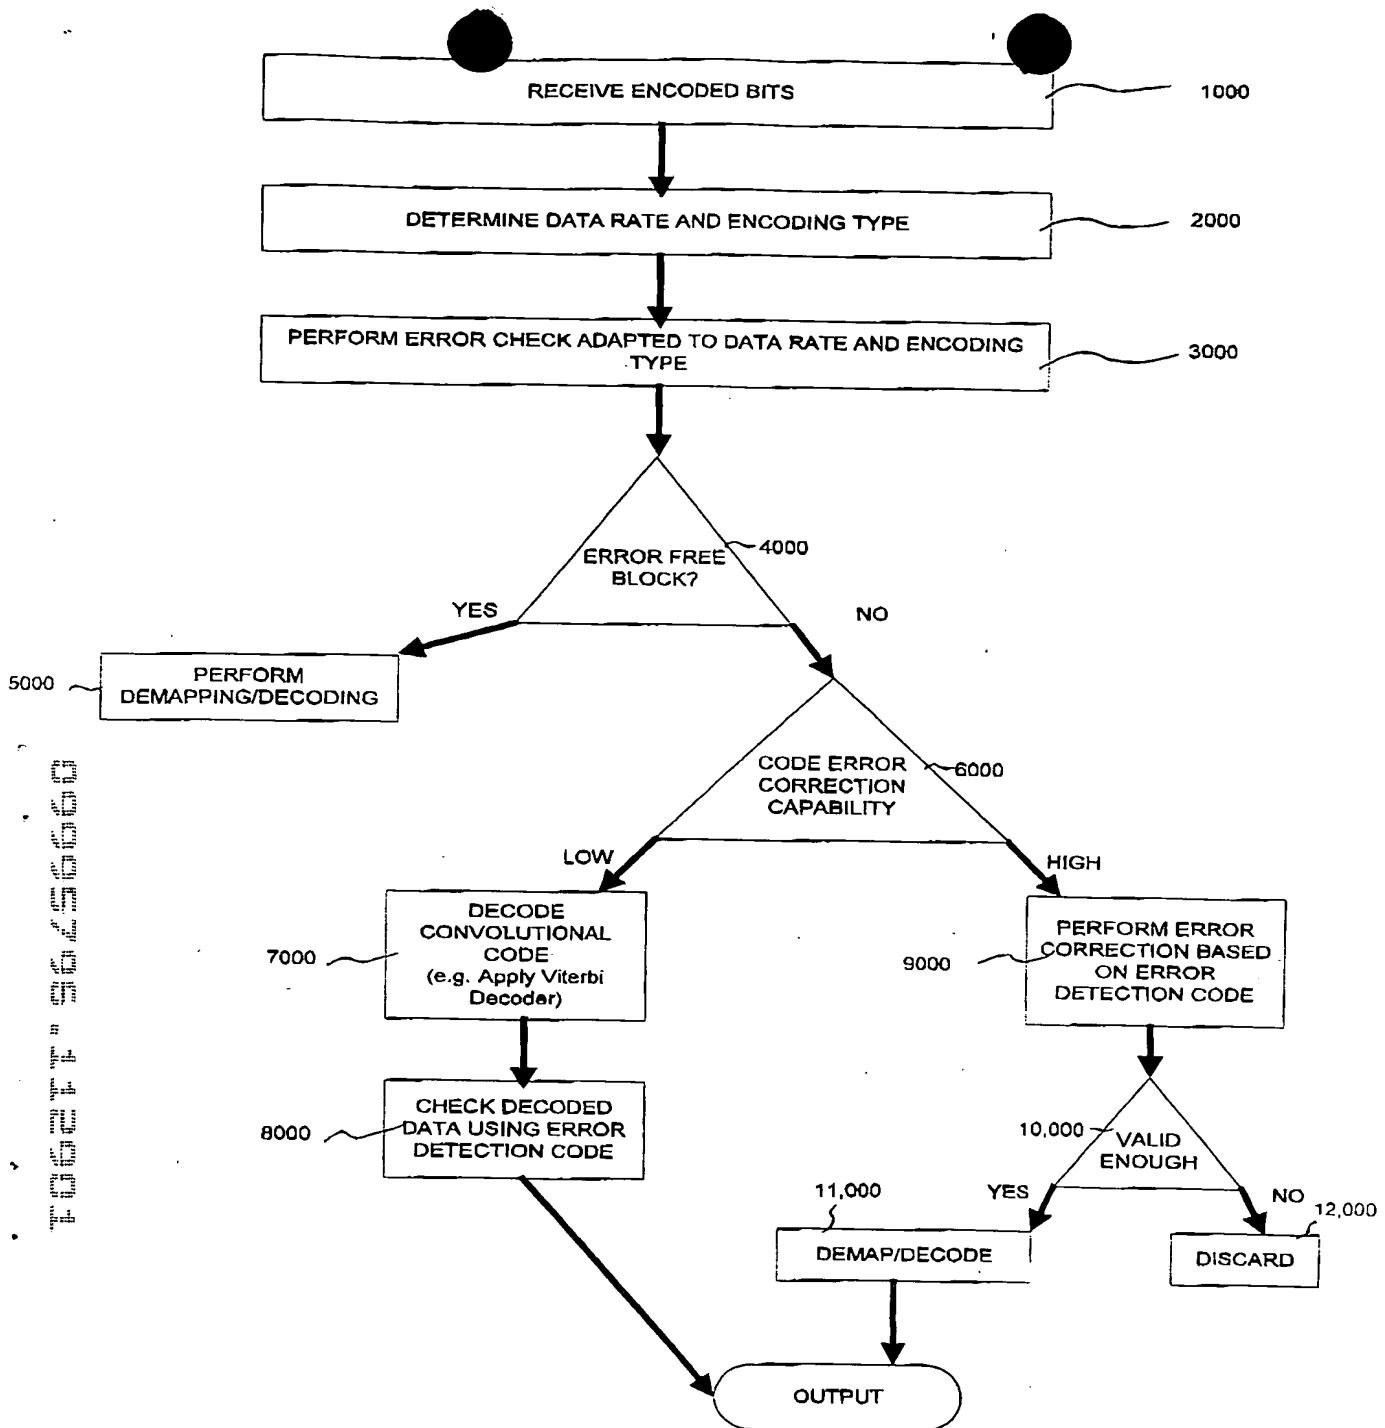 RECEIVE ENCODED BITS
1000
DETERMINE DATA RATE AND ENCODING TYPE
2000
PERFORM ERROR CHECK ADAPTED TO DATA RATE AND ENCODING
TYPE
3000
ERROR FREE
BLOCK?
4000
YES
NO
5000
PERFORM
DEMAPPING/DECODING
CODE ERROR
CORRECTION
CAPABILITY
6000
LOW
HIGH
7000
DECODE
CONVOLUTIONAL
CODE
(e.g. Apply Viterbi
Decoder)
9000
PERFORM ERROR
CORRECTION BASED
ON ERROR
DETECTION CODE
8000
CHECK DECODED
DATA USING ERROR
DETECTION CODE
10,000
VALID
ENOUGH
YES
NO
11,000
12,000
DEMAP/DECODE
DISCARD
OUTPUT
09995796.112901